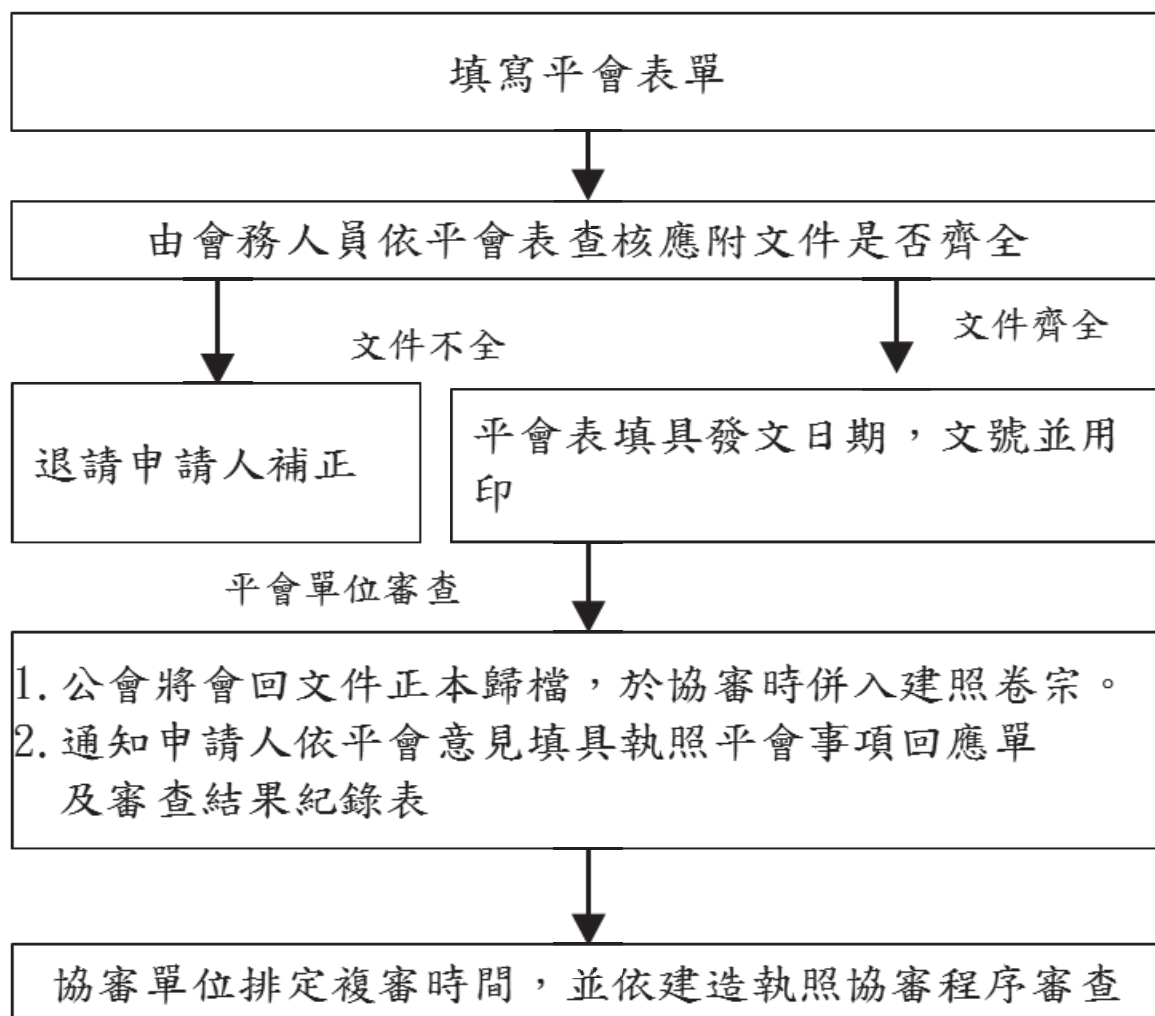 填寫平會表單
由會務人員依平會表查核應附文件是否齊全
文件不全
文件齊全
退請申請人補正
平會表填具發文日期，文號並用
印
平會單位審查
1. 公會將會回文件正本歸檔，於協審時併入建照卷宗。
2. 通知申請人依平會意見填具執照平會事項回應單
及審查結果紀錄表
協審單位排定複審時間，並依建造執照協審程序審查